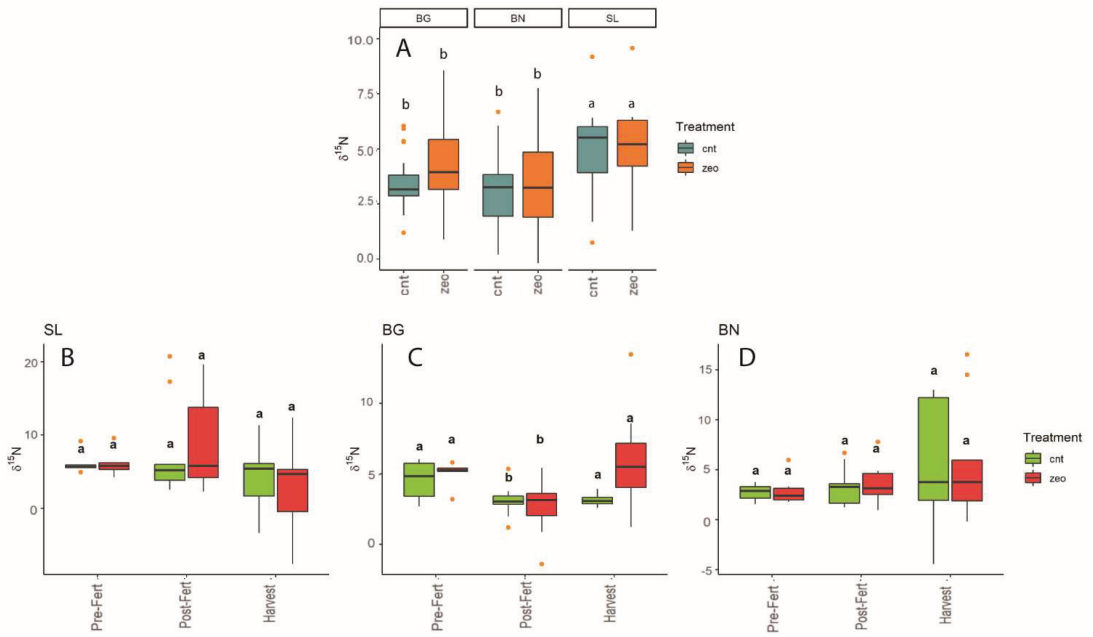 BG BN SL
A
10.0
7.5
5.0
2.5
0.0
δ15N
b b b b a a
cnt zeo cnt zeo cnt zeo
Treatment
cnt
zeo
SL
B
20
10
0
δ15N
a a a a a a
Pre-Fert Post-Fert Harvest
BG
C
10
5
0
δ15N
a a b b a a
Pre-Fert Post-Fert Harvest
BN
D
15
10
5
0
-5
δ15N
a a a a a a
Pre-Fert Post-Fert Harvest
Treatment
cnt
zeo